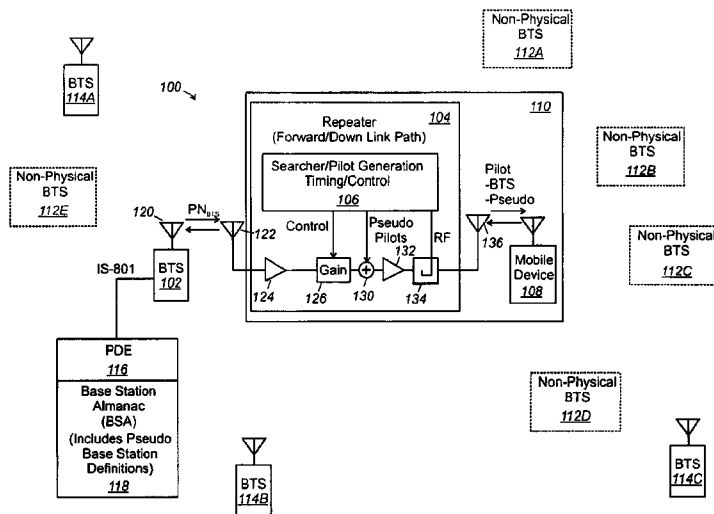 Non-Physical
BTS
112A
BTS
114A
100
104
110
Repeater
(Forward/Down Link Path)
Searcher/Pilot Generation
Timing/Control
106
Pilot
-BTS
-Pseudo
Non-Physical
BTS
112B
Non-Physical
BTS
112E
120
PN_BTS
122
Control
Pseudo
Pilots
RF
132
136
Non-Physical
BTS
112C
IS-801
BTS
102
124
Gain
126
130
134
Mobile
Device
108
PDE
116
Base Station
Almanac
(BSA)
(Includes Pseudo
Base Station
Definitions)
118
Non-Physical
BTS
112D
BTS
114B
BTS
114C